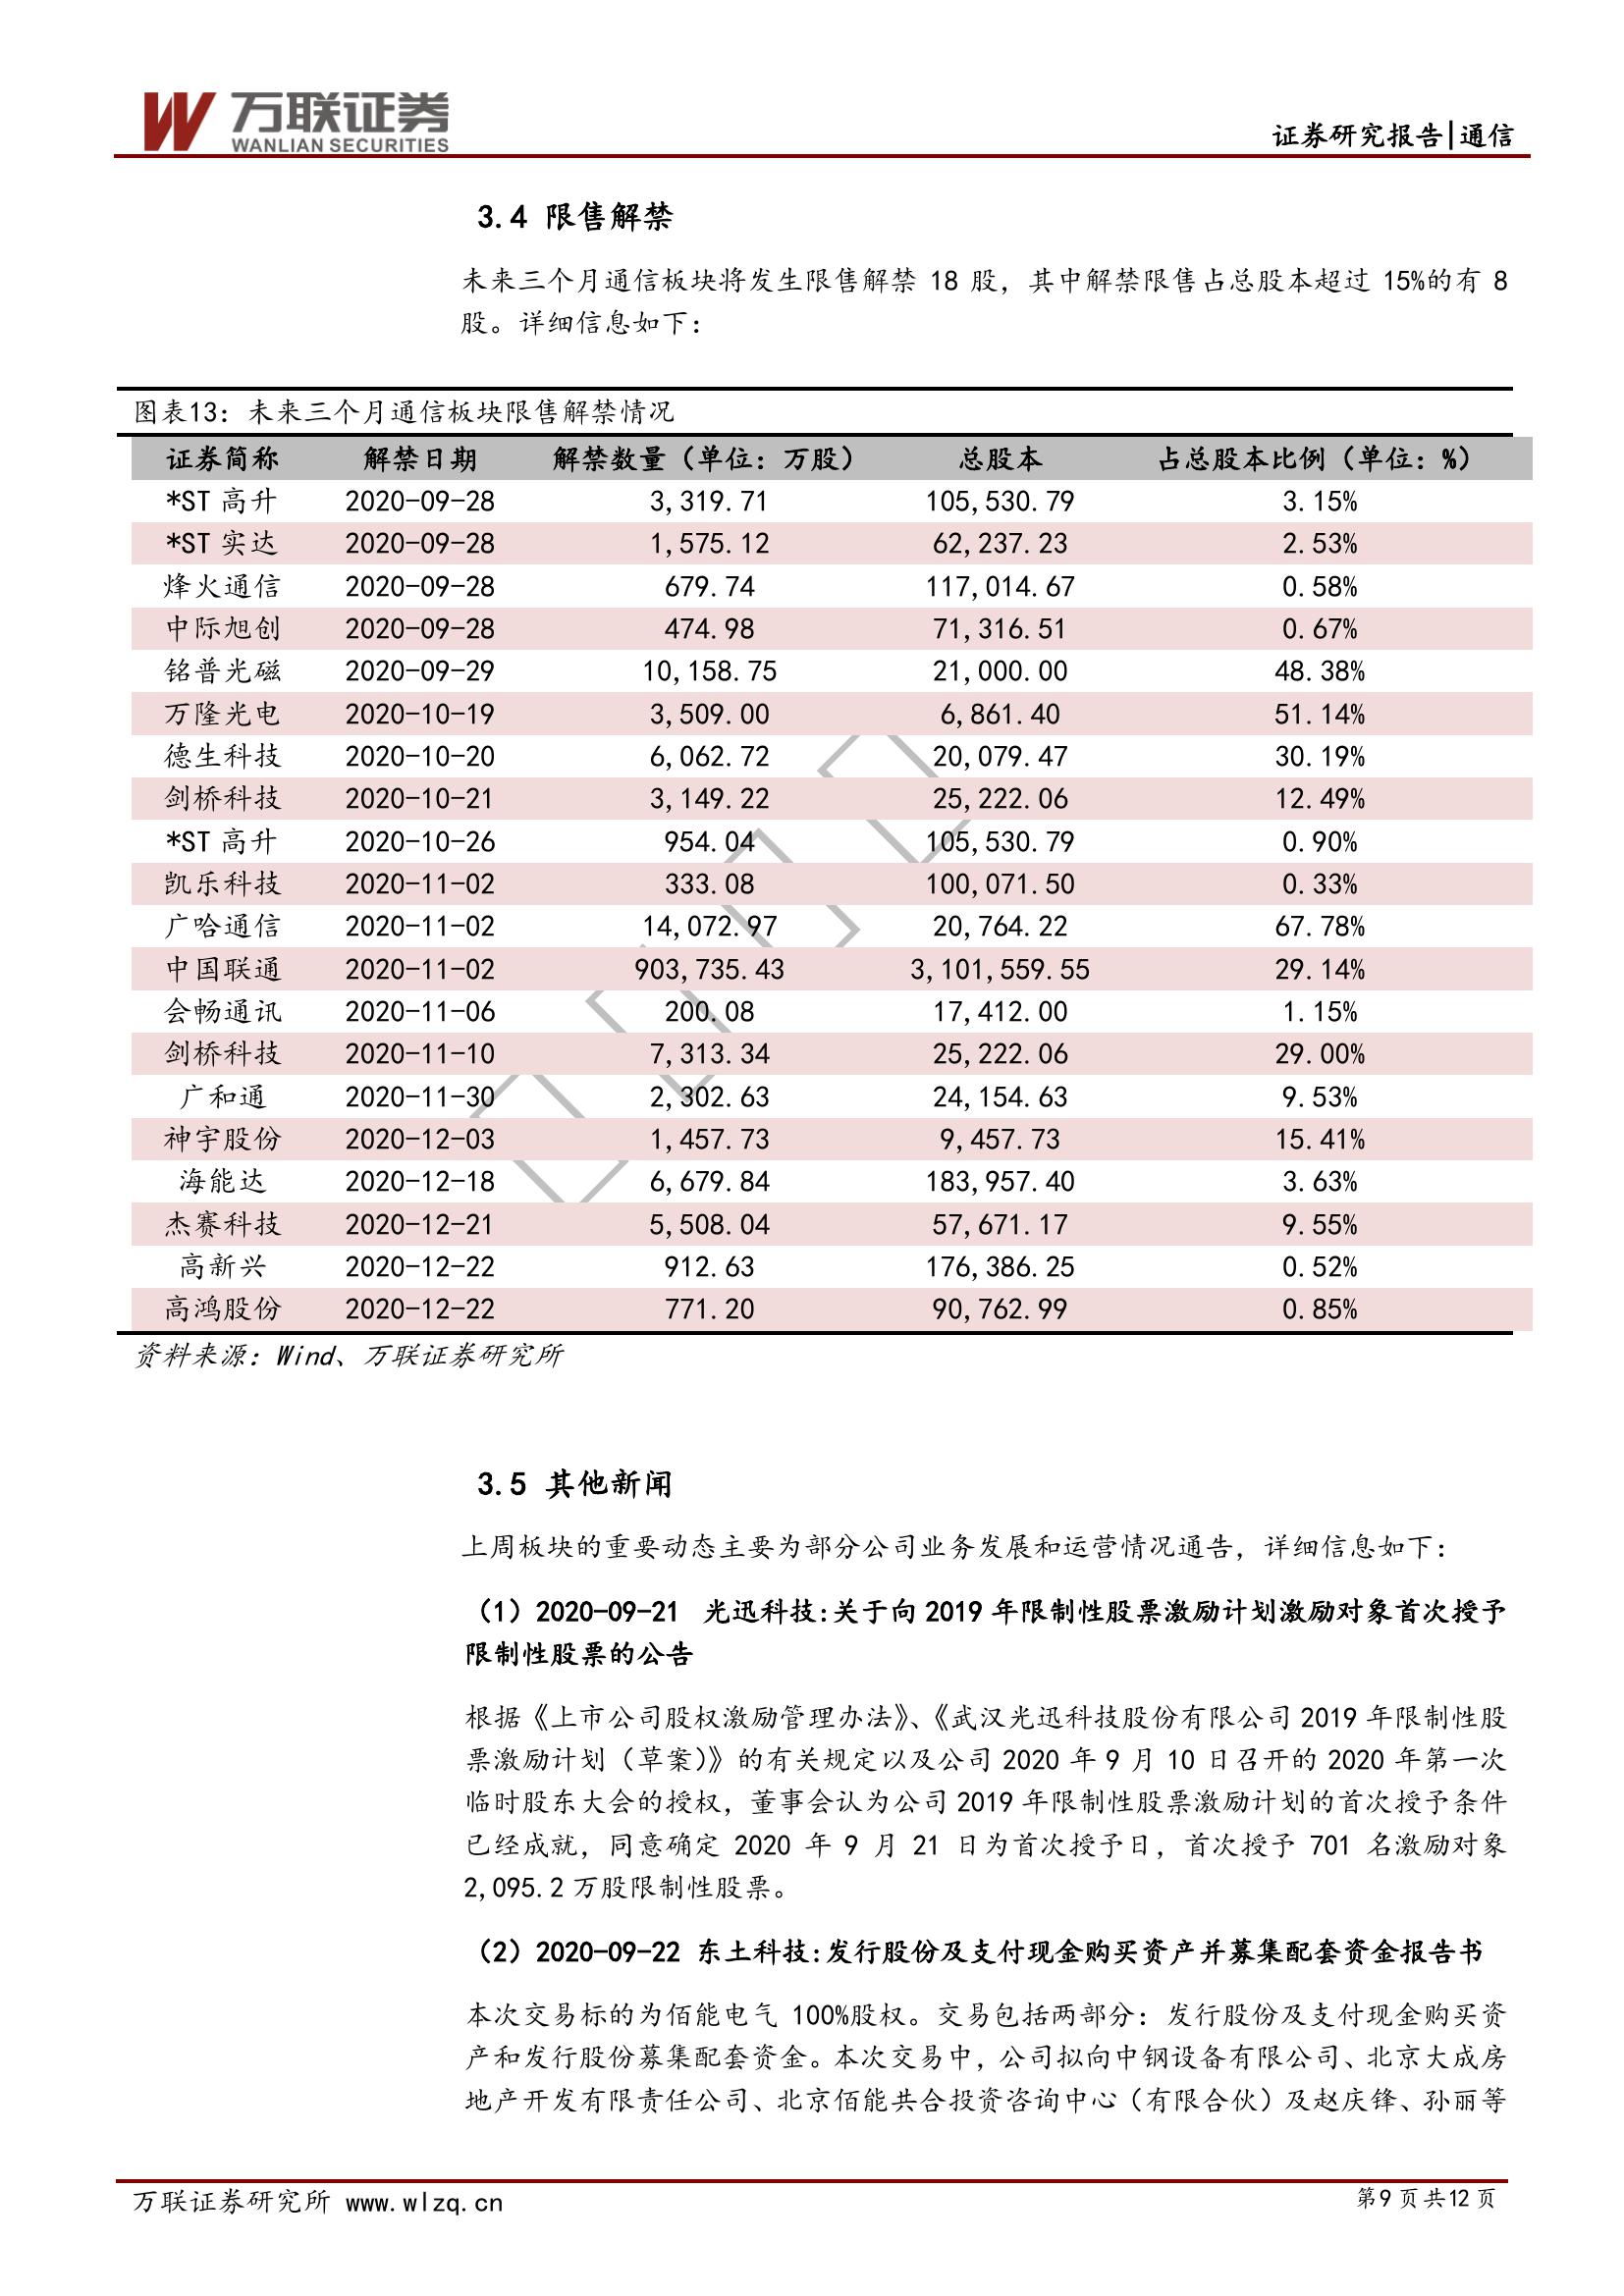 万联证券
WANLIAN SECURITIES
证券研究报告|通信
3.4 限售解禁
未来三个月通信板块将发生限售解禁 18 股，其中解禁限售占总股本超过 15%的有 8
股。详细信息如下：
图表13：未来三个月通信板块限售解禁情况
证券简称 解禁日期 解禁数量（单位：万股） 总股本 占总股本比例（单位：%）
*ST 高升 2020-09-28 3,319.71 105,530.79 3.15%
*ST 实达 2020-09-28 1,575.12 62,237.23 2.53%
烽火通信 2020-09-28 679.74 117,014.67 0.58%
中际旭创 2020-09-28 474.98 71,316.51 0.67%
铭普光磁 2020-09-29 10,158.75 21,000.00 48.38%
万隆光电 2020-10-19 3,509.00 6,861.40 51.14%
德生科技 2020-10-20 6,062.72 20,079.47 30.19%
剑桥科技 2020-10-21 3,149.22 25,222.06 12.49%
*ST 高升 2020-10-26 954.04 105,530.79 0.90%
凯乐科技 2020-11-02 333.08 100,071.50 0.33%
广哈通信 2020-11-02 14,072.97 20,764.22 67.78%
中国联通 2020-11-02 903,735.43 3,101,559.55 29.14%
会畅通讯 2020-11-06 200.08 17,412.00 1.15%
剑桥科技 2020-11-10 7,313.34 25,222.06 29.00%
广和通 2020-11-30 2,302.63 24,154.63 9.53%
神宇股份 2020-12-03 1,457.73 9,457.73 15.41%
海能达 2020-12-18 6,679.84 183,957.40 3.63%
杰赛科技 2020-12-21 5,508.04 57,671.17 9.55%
高新兴 2020-12-22 912.63 176,386.25 0.52%
高鸿股份 2020-12-22 771.20 90,762.99 0.85%
资料来源：Wind、万联证券研究所
3.5 其他新闻
上周板块的重要动态主要为部分公司业务发展和运营情况通告，详细信息如下：
（1）2020-09-21 光迅科技:关于向 2019 年限制性股票激励计划激励对象首次授予
限制性股票的公告
根据《上市公司股权激励管理办法》、《武汉光迅科技股份有限公司 2019 年限制性股
票激励计划（草案）》的有关规定以及公司 2020 年 9 月 10 日召开的 2020 年第一次
临时股东大会的授权，董事会认为公司 2019 年限制性股票激励计划的首次授予条件
已经成就，同意确定 2020 年 9 月 21 日为首次授予日，首次授予 701 名激励对象
2,095.2 万股限制性股票。
（2）2020-09-22 东土科技:发行股份及支付现金购买资产并募集配套资金报告书
本次交易标的为佰能电气 100%股权。交易包括两部分：发行股份及支付现金购买资
产和发行股份募集配套资金。本次交易中，公司拟向中钢设备有限公司、北京大成房
地产开发有限责任公司、北京佰能共合投资咨询中心（有限合伙）及赵庆锋、孙丽等
万联证券研究所 www.wlzq.cn
第9 页 共12 页